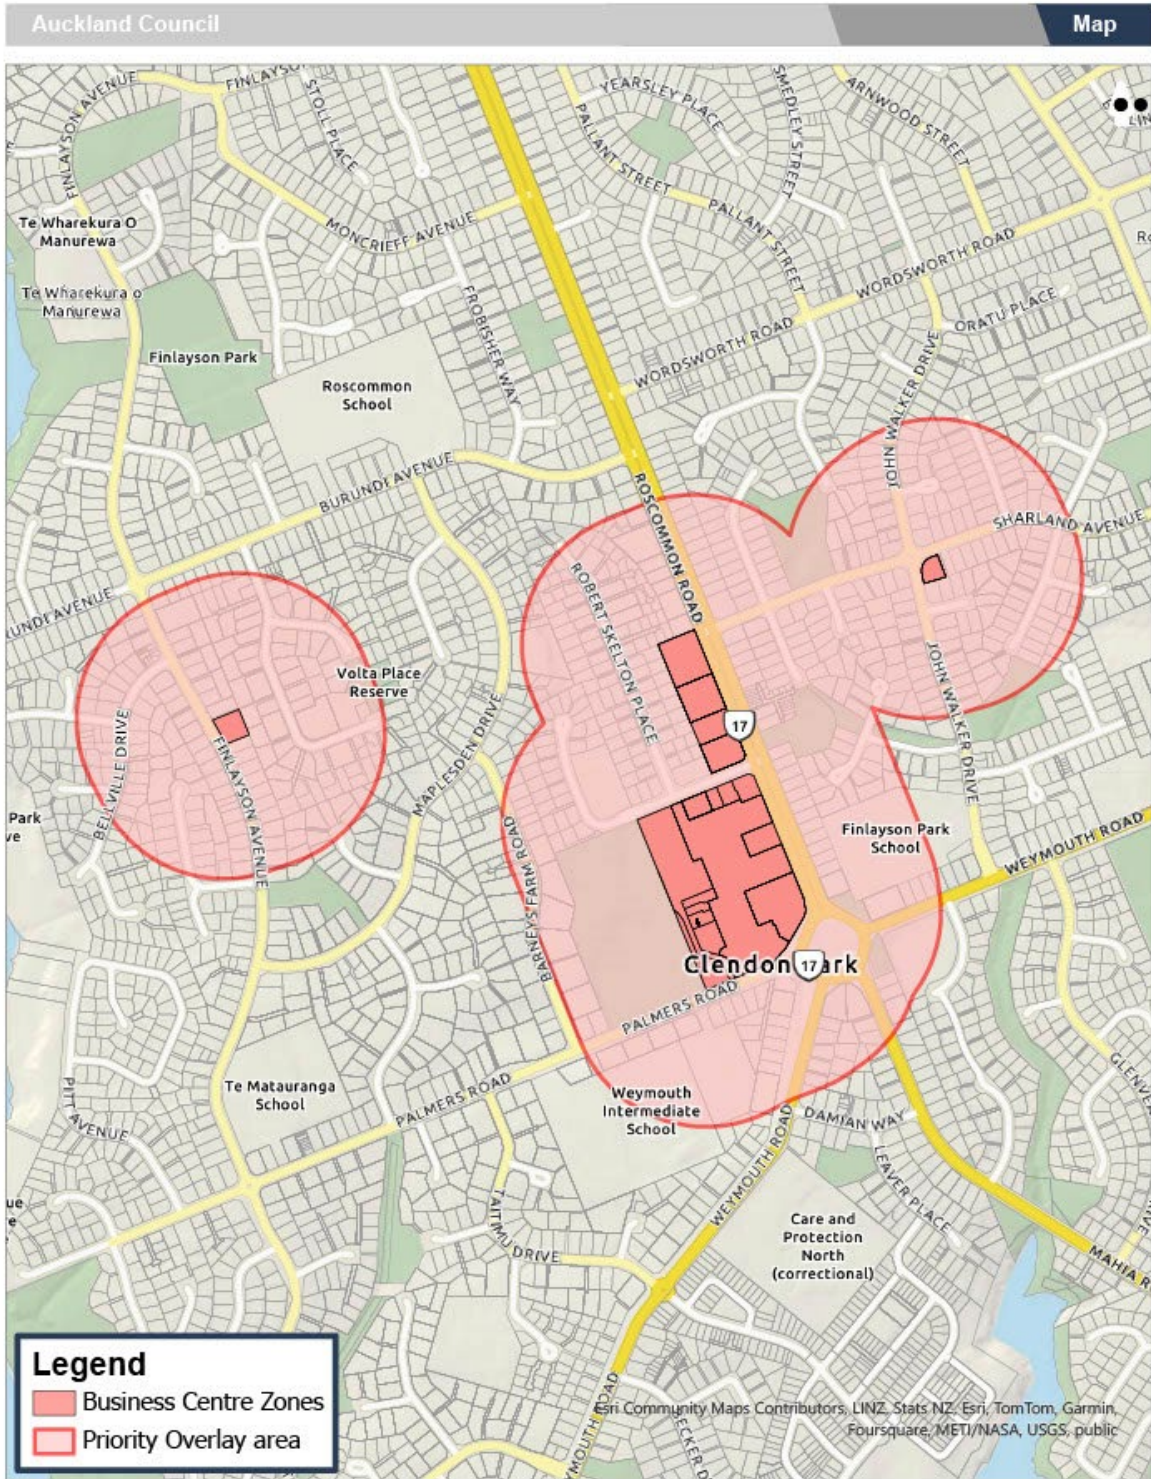 Auckland Council
Map
FINLAYSON AVENUE
STOLL PLACE
YEARSLEY PLACE
SMEDLEY STREET
ARNWOOD STREET
PALLANT STREET
PALLANT STREET
Te Wharekura O
Manurewa
MONCRIEFF AVENUE
WORDSWORTH ROAD
Te Wharekura o
Manurewa
FROBISHER WAY
ORATU PLACE
Finlayson Park
WORDSWORTH ROAD
JOHN WALKER DRIVE
Roscommon
School
BURUNDI AVENUE
ROSCOMMON ROAD
SHARLAND AVENUE
ROBERT SKELTON PLACE
Volta Place
Reserve
JOHN WALKER DRIVE
BELLVILLE DRIVE
FINLAYSON AVENUE
MAPLESDEN DRIVE
17
Park
ve
Finlayson Park
School
WEYMOUTH ROAD
BARNEYS FARM ROAD
Clendon Park
17
PALMERS ROAD
Te Matauranga
School
PALMERS ROAD
Weymouth
Intermediate
School
DAMIAN WAY
PITT AVENUE
LEAVER PLACE
WEYMOUTH ROAD
TAITIMU DRIVE
Care and
Protection
North
(correctional)
ue
e
MAHIA R
Legend
Business Centre Zones
Priority Overlay area
Esri Community Maps Contributors, LINZ, Stats NZ, Esri, TomTom, Garmin,
Foursquare, METI/NASA, USGS, public